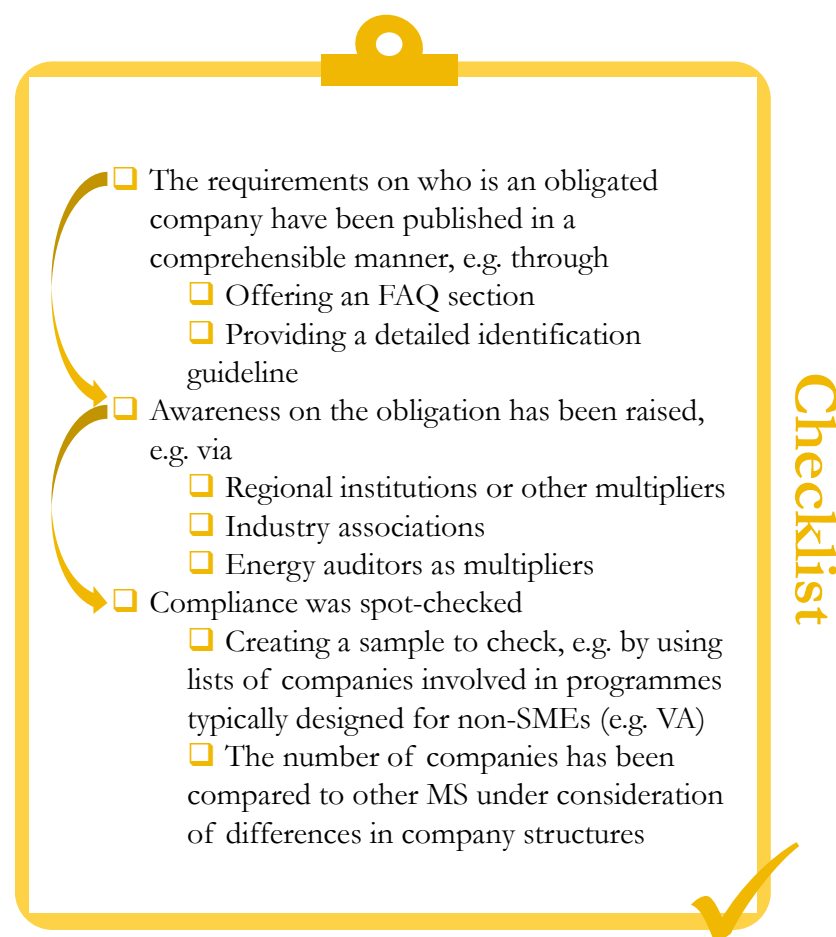 The requirements on who is an obligated
company have been published in a
comprehensible manner, e.g. through
Offering an FAQ section
Providing a detailed identification
guideline
Awareness on the obligation has been raised,
e.g. via
Regional institutions or other multipliers
Industry associations
Energy auditors as multipliers
Compliance was spot-checked
Creating a sample to check, e.g. by using
lists of companies involved in programmes
typically designed for non-SMEs (e.g. VA)
The number of companies has been
compared to other MS under consideration
of differences in company structures
Checklist